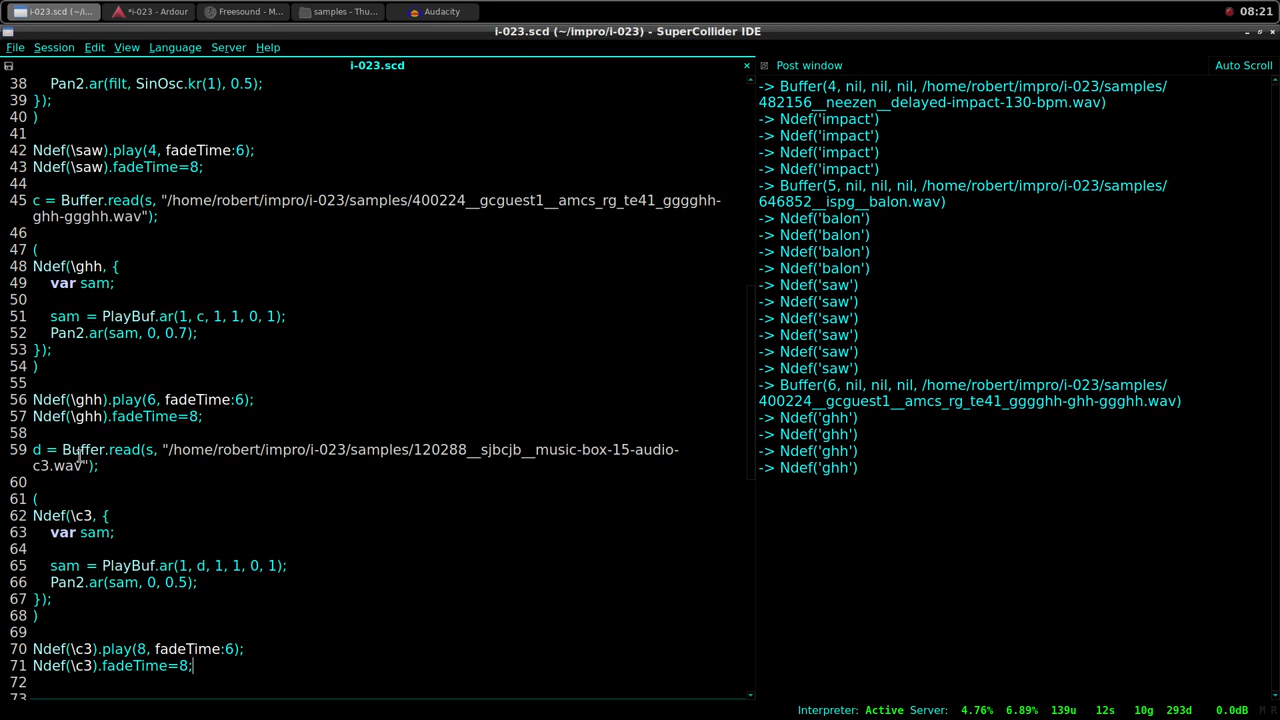 i-023.scd (~/i... *i-023 - Ardour Freesound - M... samples - Thu... Audacity 08:21
i-023.scd (~/impro/i-023) - SuperCollider IDE
File Session Edit View Language Server Help
i-023.scd
38 Pan2.ar(filt, SinOsc.kr(1), 0.5);
39 });
40 )
41
42 Ndef(\saw).play(4, fadeTime:6);
43 Ndef(\saw).fadeTime=8;
44
45 c = Buffer.read(s, "/home/robert/impro/i-023/samples/400224__gcguest1__amcs_rg_te41_gggghh-
ghh-ggghh.wav");
46
47 (
48 Ndef(\ghh, {
49 var sam;
50
51 sam = PlayBuf.ar(1, c, 1, 1, 0, 1);
52 Pan2.ar(sam, 0, 0.7);
53 });
54 )
55
56 Ndef(\ghh).play(6, fadeTime:6);
57 Ndef(\ghh).fadeTime=8;
58
59 d = Buffer.read(s, "/home/robert/impro/i-023/samples/120288__sjbcjb__music-box-15-audio-
c3.wav");
60
61 (
62 Ndef(\c3, {
63 var sam;
64
65 sam = PlayBuf.ar(1, d, 1, 1, 0, 1);
66 Pan2.ar(sam, 0, 0.5);
67 });
68 )
69
70 Ndef(\c3).play(8, fadeTime:6);
71 Ndef(\c3).fadeTime=8;
72
73
Post window Auto Scroll
-> Buffer(4, nil, nil, nil, /home/robert/impro/i-023/samples/
482156__neezen__delayed-impact-130-bpm.wav)
-> Ndef('impact')
-> Ndef('impact')
-> Ndef('impact')
-> Ndef('impact')
-> Buffer(5, nil, nil, nil, /home/robert/impro/i-023/samples/
646852__ispg__balon.wav)
-> Ndef('balon')
-> Ndef('balon')
-> Ndef('balon')
-> Ndef('balon')
-> Ndef('saw')
-> Ndef('saw')
-> Ndef('saw')
-> Ndef('saw')
-> Ndef('saw')
-> Ndef('saw')
-> Buffer(6, nil, nil, nil, /home/robert/impro/i-023/samples/
400224__gcguest1__amcs_rg_te41_gggghh-ghh-ggghh.wav)
-> Ndef('ghh')
-> Ndef('ghh')
-> Ndef('ghh')
-> Ndef('ghh')
Interpreter: Active Server: 4.76% 6.89% 139u 12s 10g 293d 0.0dB M R